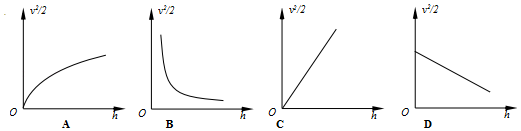 v²/2 v²/2 v²/2 v²/2
O h O h O h O h
A B C D